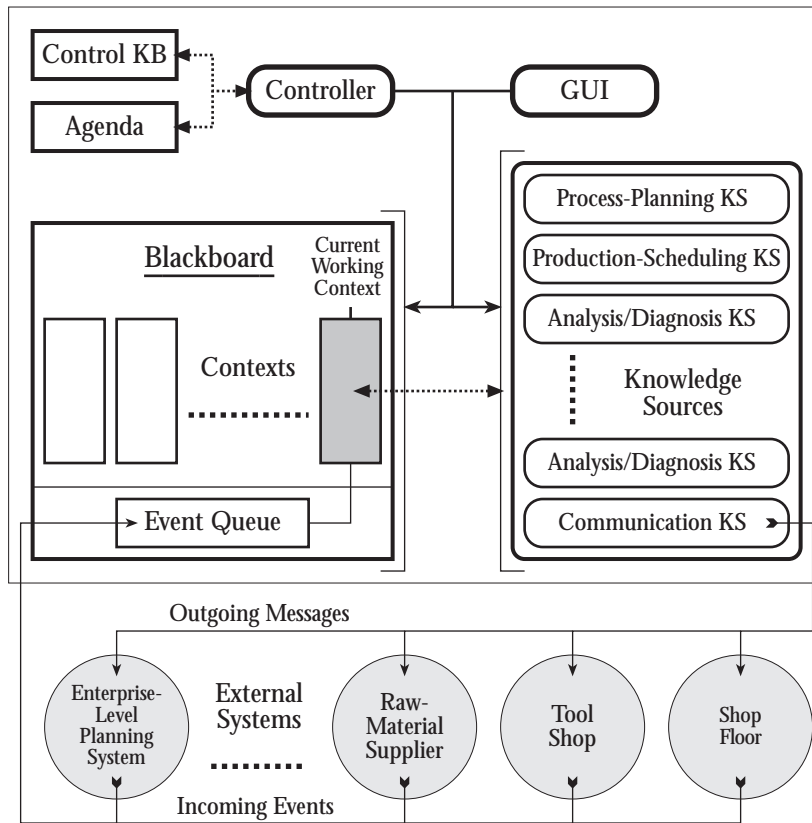 Control KB
Controller
GUI
Agenda
Process-Planning KS
Production-Scheduling KS
Analysis/Diagnosis KS
Knowledge
Sources
Analysis/Diagnosis KS
Communication KS
Blackboard
Current
Working
Context
Contexts
Event Queue
Outgoing Messages
Enterprise-
Level
Planning
System
External
Systems
Raw-
Material
Supplier
Tool
Shop
Shop
Floor
Incoming Events